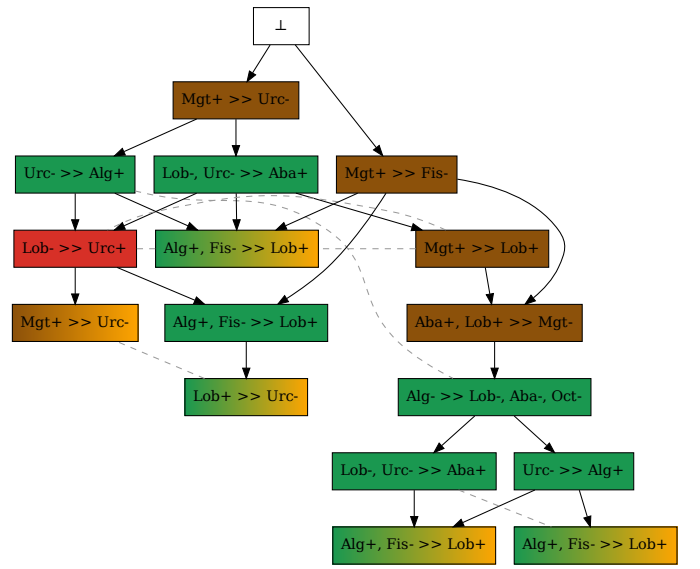 ⊥
Mgt+ >> Urc-
Urc- >> Alg+
Lob-, Urc- >> Aba+
Mgt+ >> Fis-
Lob- >> Urc+
Alg+, Fis- >> Lob+
Mgt+ >> Lob+
Mgt+ >> Urc-
Alg+, Fis- >> Lob+
Aba+, Lob+ >> Mgt-
Lob+ >> Urc-
Alg- >> Lob-, Aba-, Oct-
Lob-, Urc- >> Aba+
Urc- >> Alg+
Alg+, Fis- >> Lob+
Alg+, Fis- >> Lob+